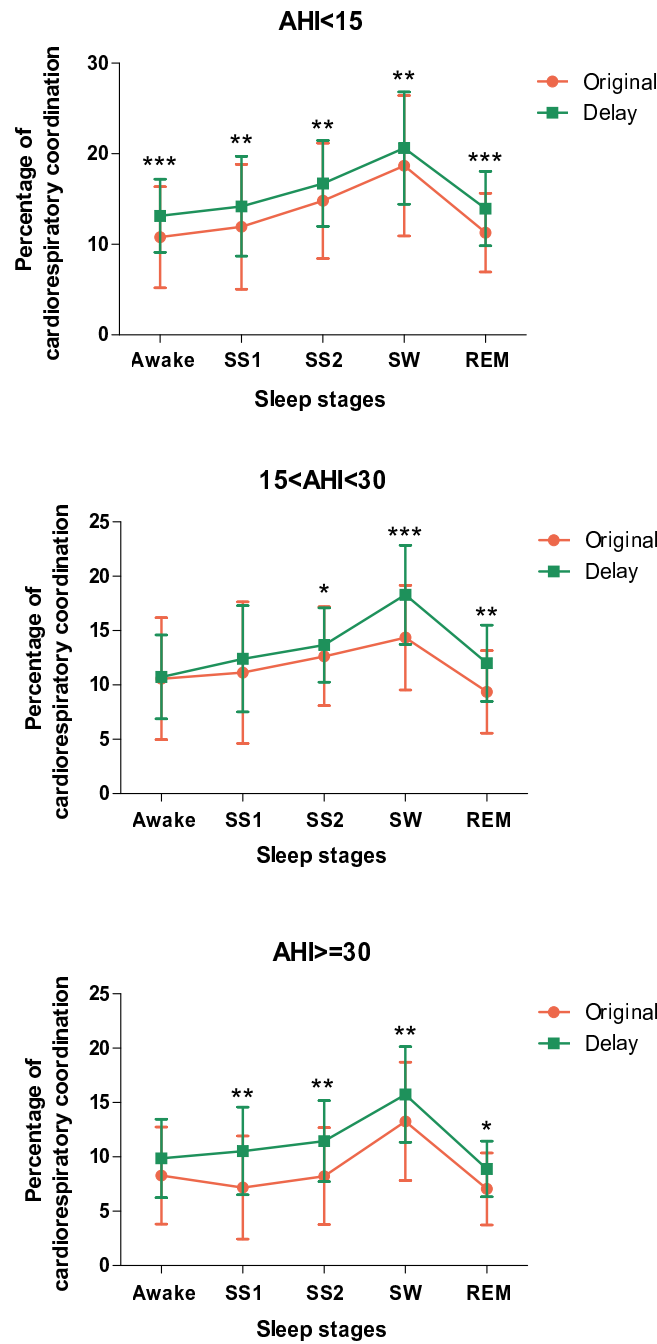 AHI<15
Percentage of
cardiorespiratory coordination
30
20
10
0
***
**
**
**
***
Original
Delay
Awake SS1 SS2 SW REM
Sleep stages
15<AHI<30
Percentage of
cardiorespiratory coordination
25
20
15
10
5
0
*
***
**
Original
Delay
Awake SS1 SS2 SW REM
Sleep stages
AHI>=30
Percentage of
cardiorespiratory coordination
25
20
15
10
5
0
**
**
**
*
Original
Delay
Awake SS1 SS2 SW REM
Sleep stages